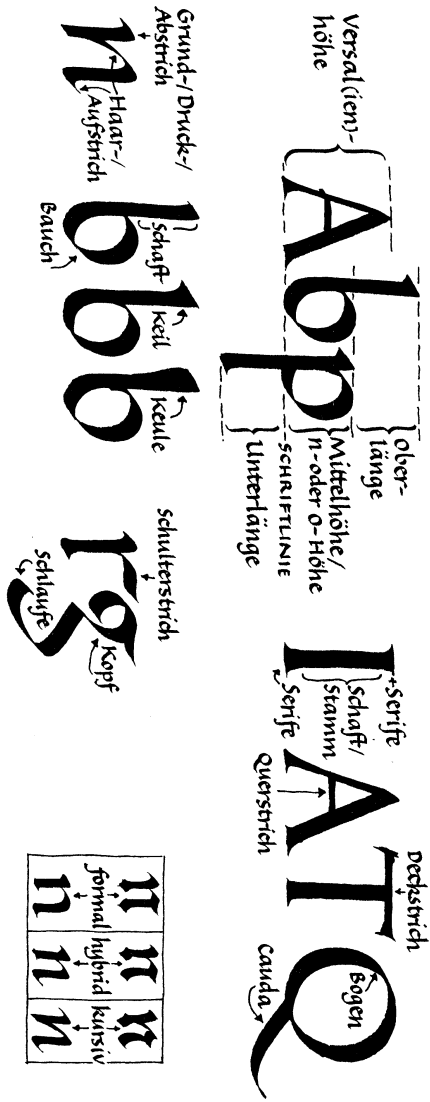 Versal(ien)-
höhe
Abp
Ober-
länge
Mittelhöhe/
n-oder o-Höhe
SCHRIFTLINIE
Unterlänge
I
Serife
Schaft/
Stamm
Serife
A
Querstrich
T
Deckstrich
Q
Bogen
cauda
Grund-/Druck-/
Abstrich
n
Haar-/
Aufstrich
b
Schaft
Bauch
b
Keil
b
Keule
r
Schulterstrich
g
Kopf
Schlaufe
n n n
formal hybrid kursiv
n n n